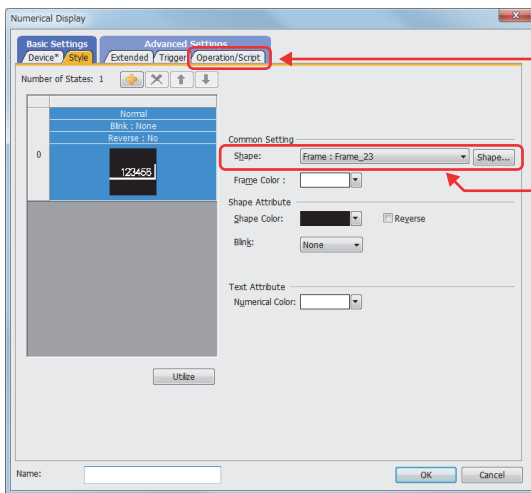 Numerical Display
Basic Settings Advanced Settings
Device* Style Extended Trigger Operation/Script
Number of States: 1
Normal
Blink : None
Reverse : No
0
123456
Common Setting
Shape: Frame : Frame_23 Shape...
Frame Color :
Shape Attribute
Shape Color: Reverse
Blink: None
Text Attribute
Numerical Color:
Utilize
Name: OK Cancel